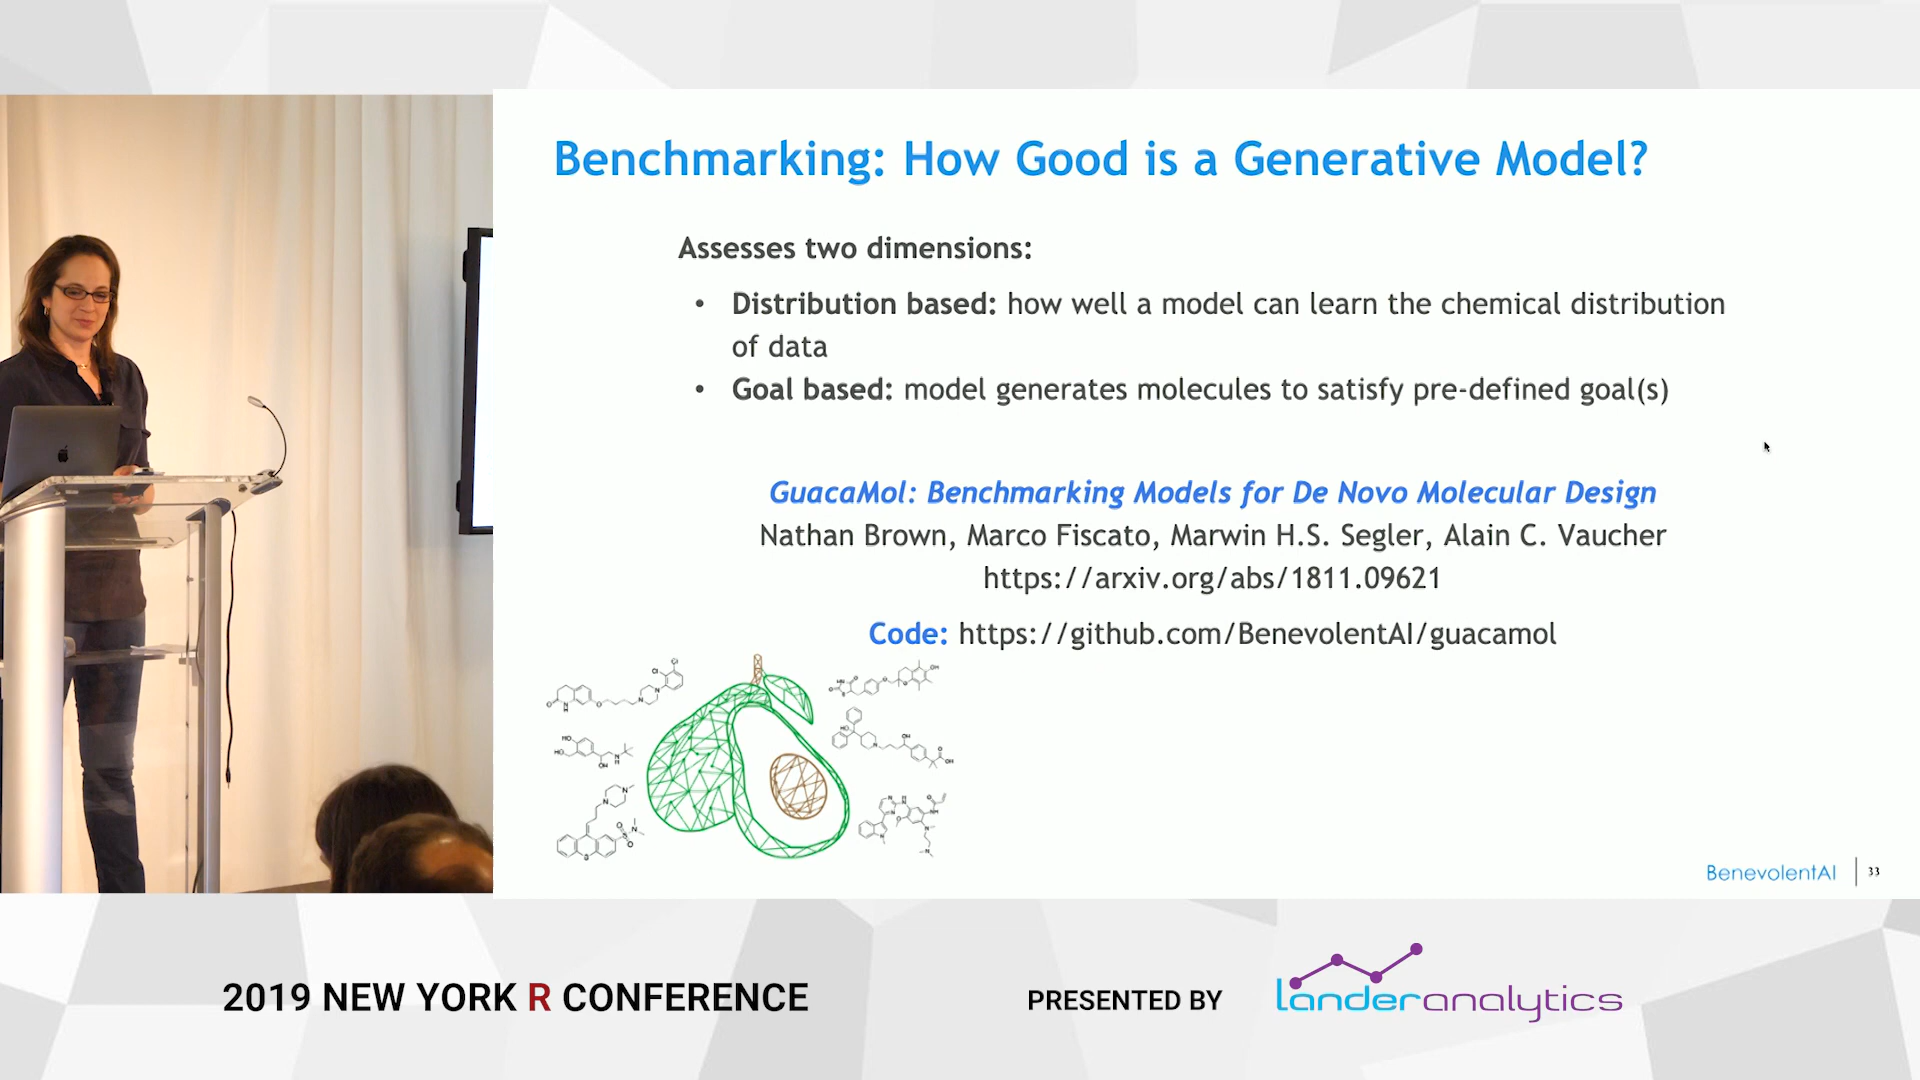 Benchmarking: How Good is a Generative Model?
Assesses two dimensions:
• Distribution based: how well a model can learn the chemical distribution
of data
• Goal based: model generates molecules to satisfy pre-defined goal(s)
GuacaMol: Benchmarking Models for De Novo Molecular Design
Nathan Brown, Marco Fiscato, Marwin H.S. Segler, Alain C. Vaucher
https://arxiv.org/abs/1811.09621
Code: https://github.com/BenevolentAI/guacamol
BenevolentAI 33
2019 NEW YORK R CONFERENCE
PRESENTED BY
landeranalytics